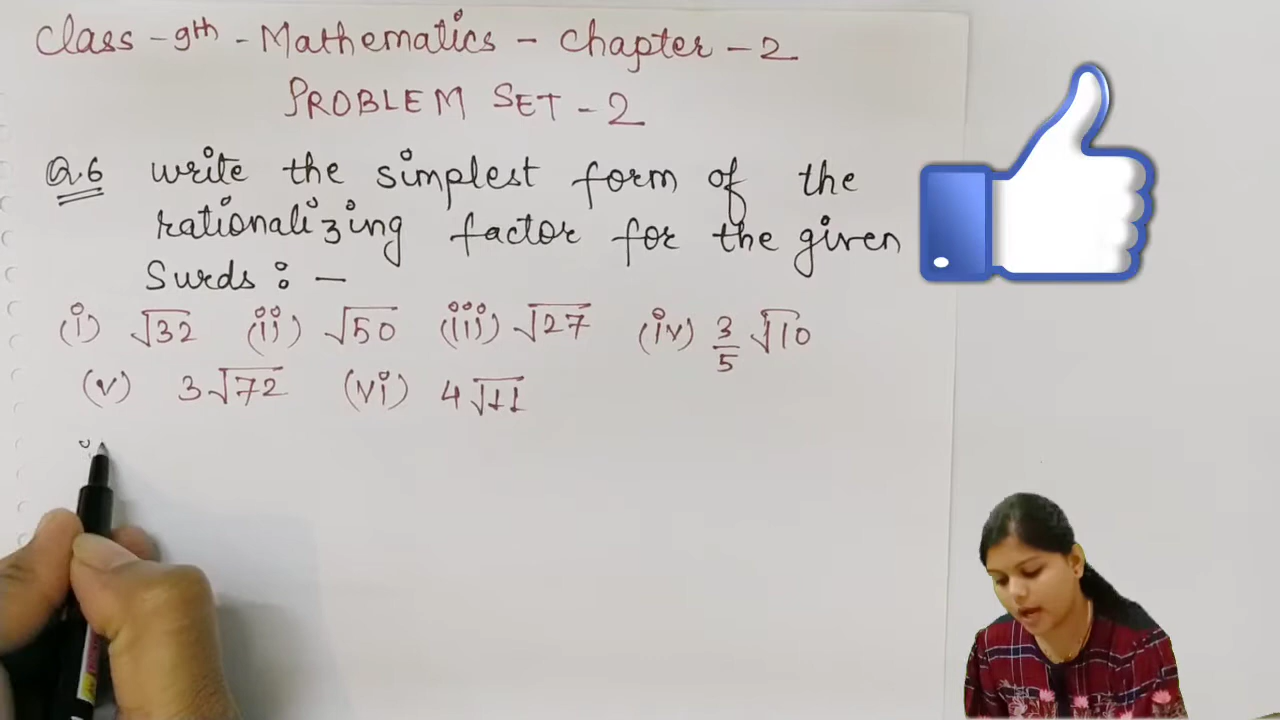 Class - 9th - Mathematics - Chapter - 2
PROBLEM SET - 2
Q.6 write the simplest form of the
rationalizing factor for the given
Surds : -
(i) √32 (ii) √50 (iii) √27 (iv) 3/5 √10
(v) 3√72 (vi) 4√11